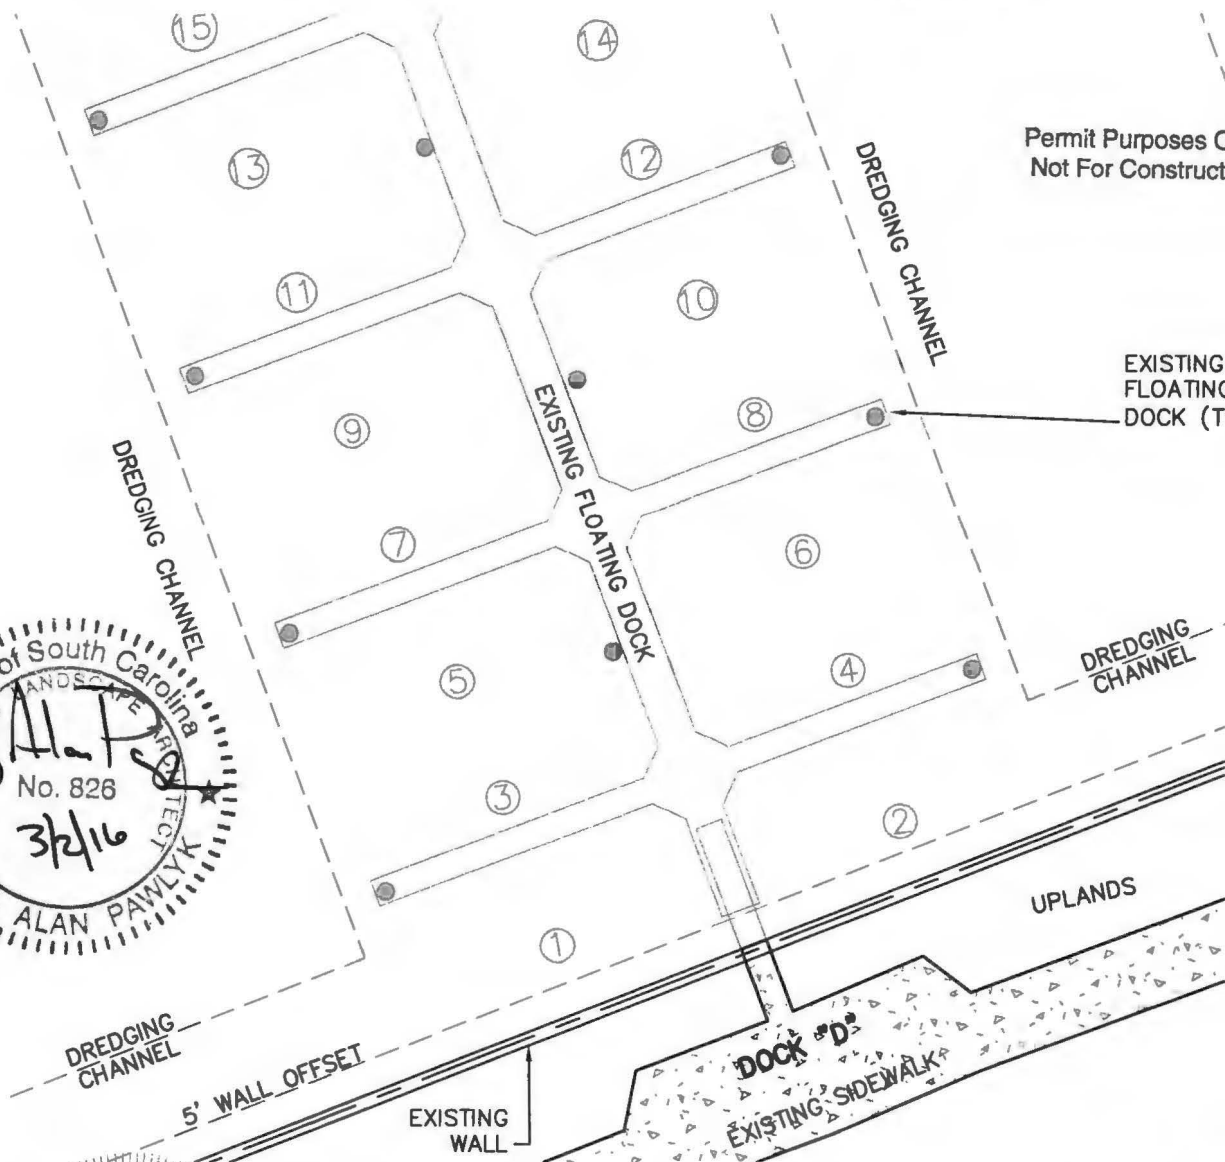 15
14
Permit Purposes
Not For
13
12
DREDGING CHANNEL
11
10
EXISTING
FLOATING
DOCK
9
8
EXISTING FLOATING DOCK
DREDGING CHANNEL
7
6
of South Carolina
LANDSCAPE ARCHITECT
No. 826
3/2/16
ALAN PAWLYK
5
4
DREDGING
CHANNEL
3
2
UPLANDS
1
DREDGING
CHANNEL
5' WALL OFFSET
DOCK "D"
EXISTING SIDEWALK
EXISTING
WALL